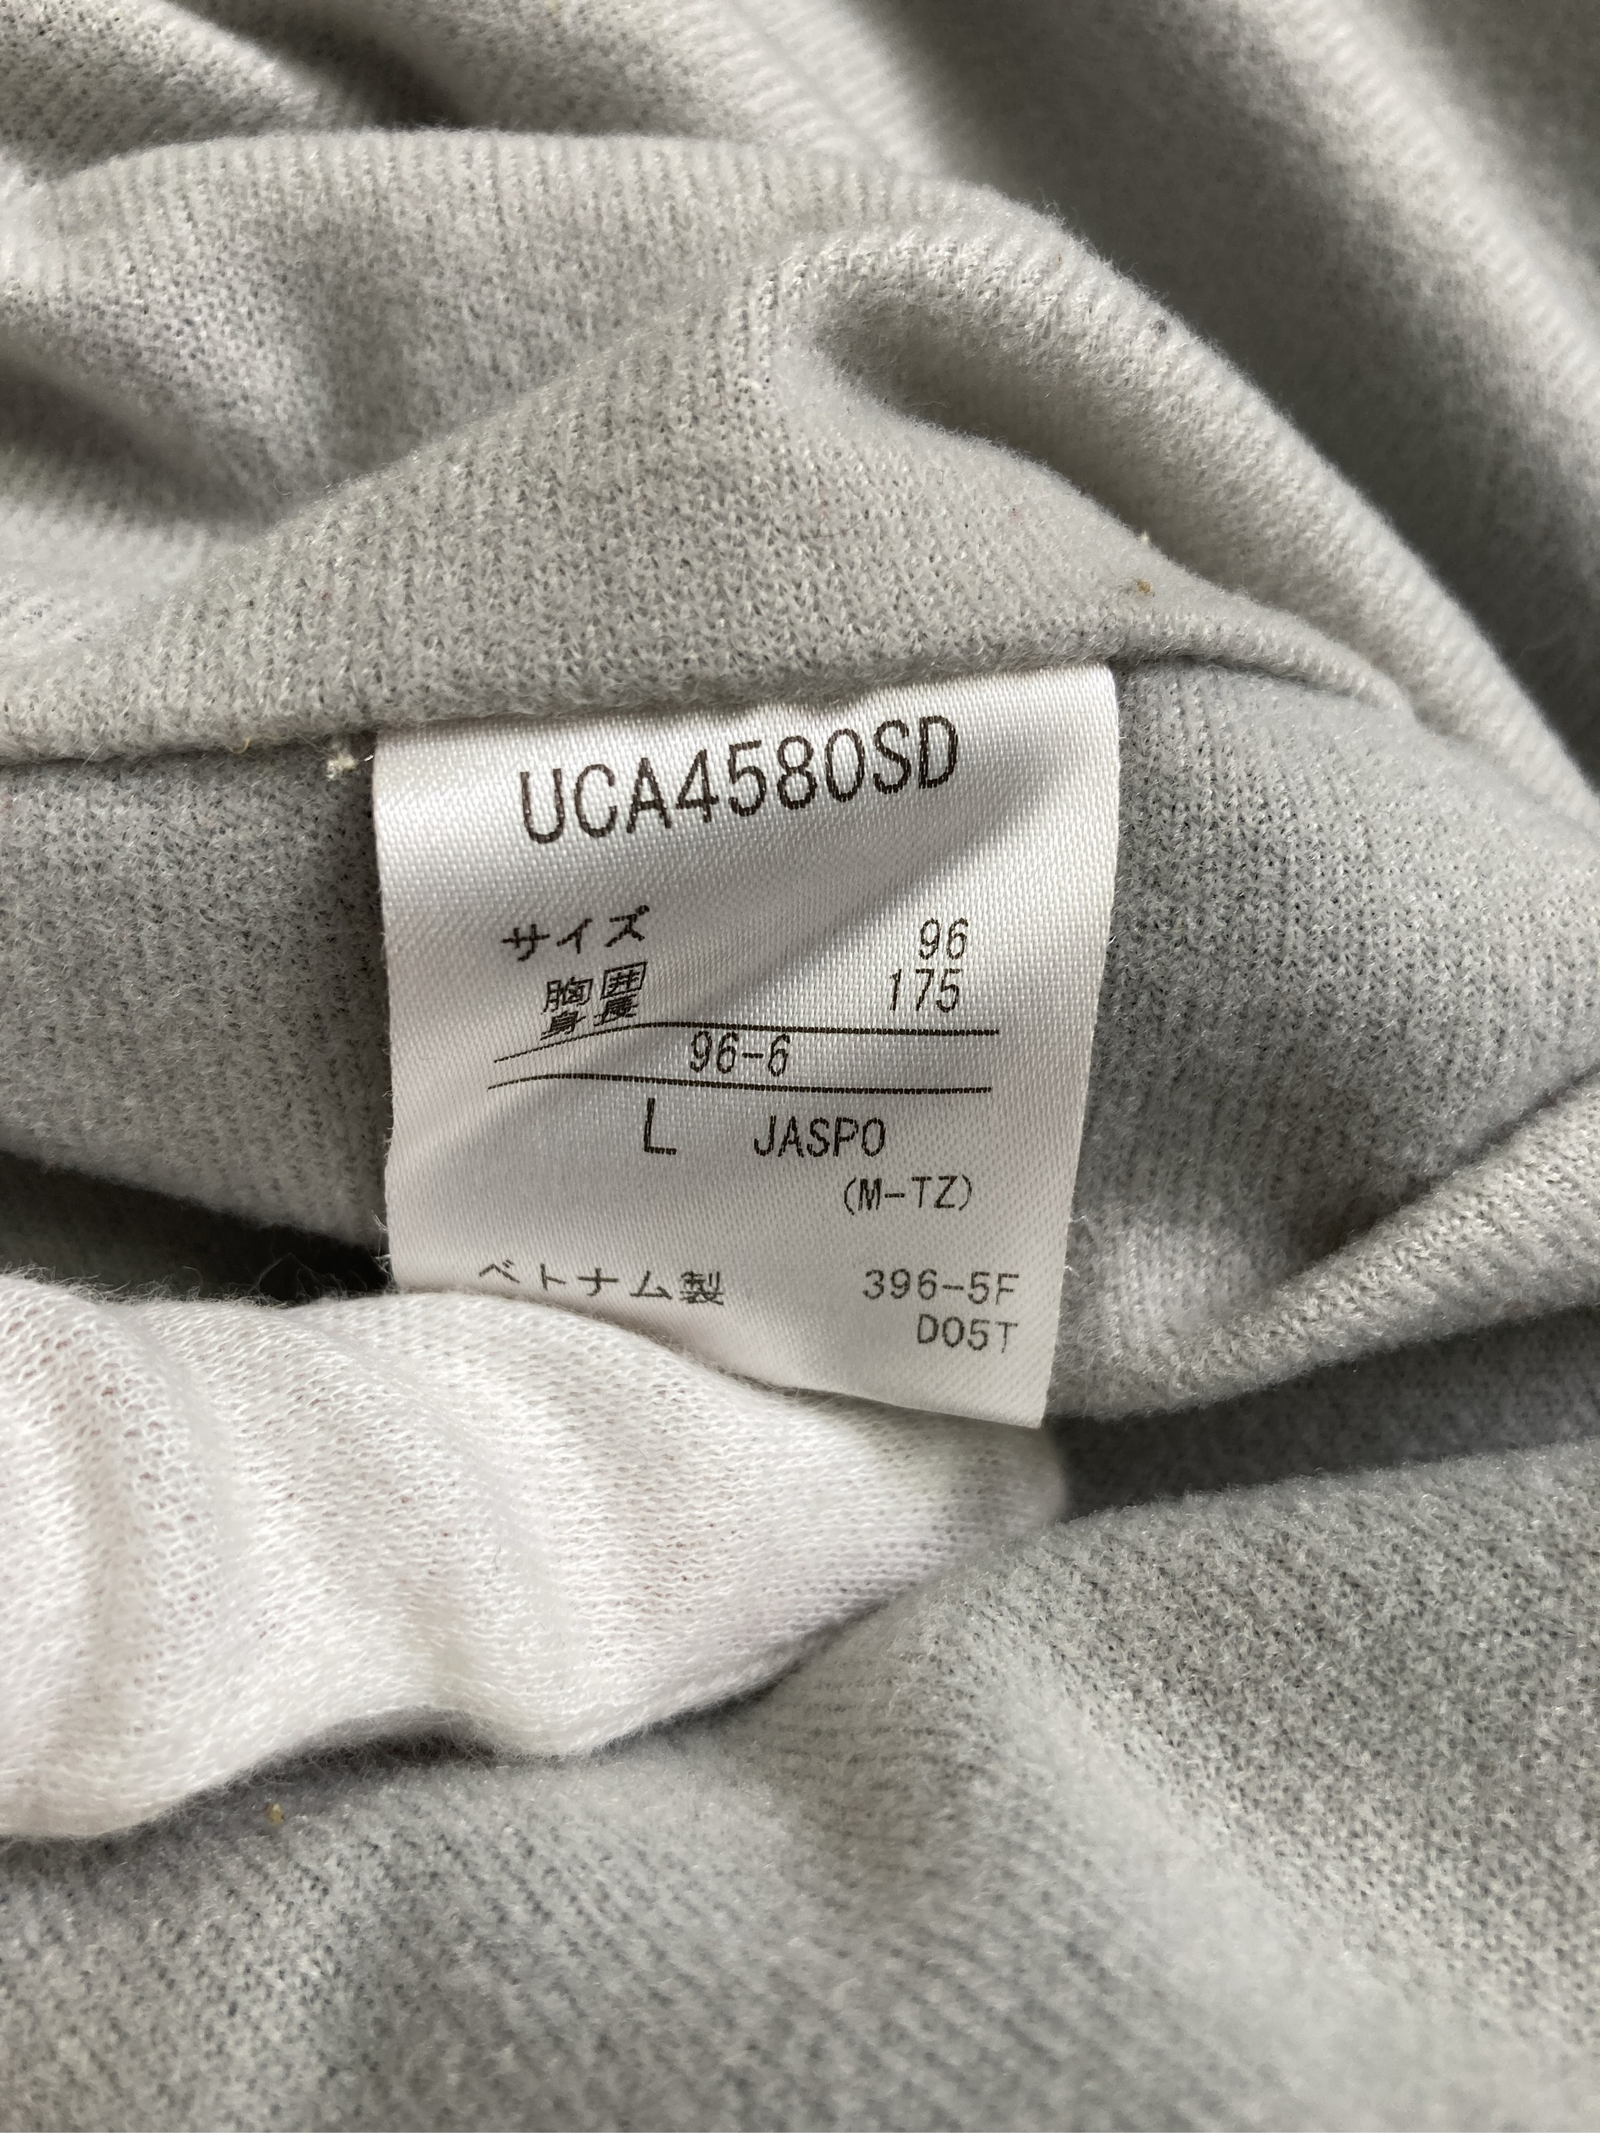 UCA4580SD
サイズ
胸囲 96
身長 175
96-6
L JASPO
(M-TZ)
ベトナム製 396-5F
D05T